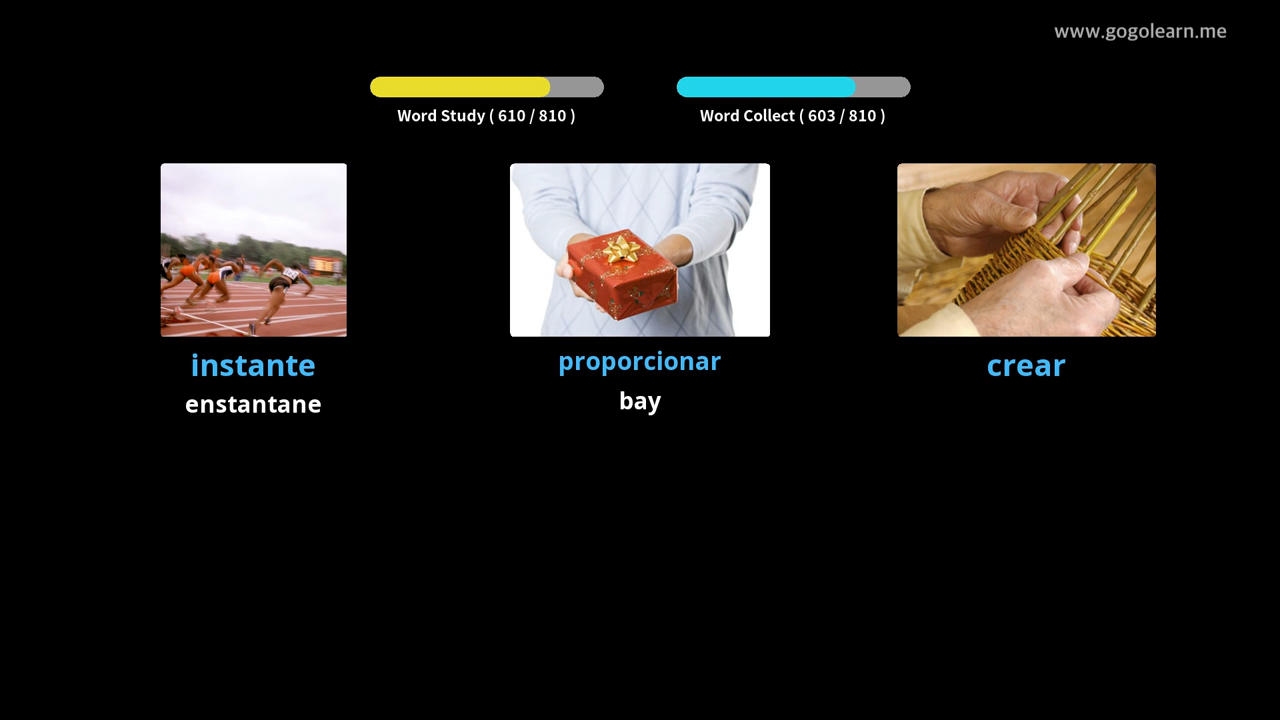 www.gogolearn.me
Word Study ( 610 / 810 )
Word Collect ( 603 / 810 )
instante
enstantane
proporcionar
bay
crear